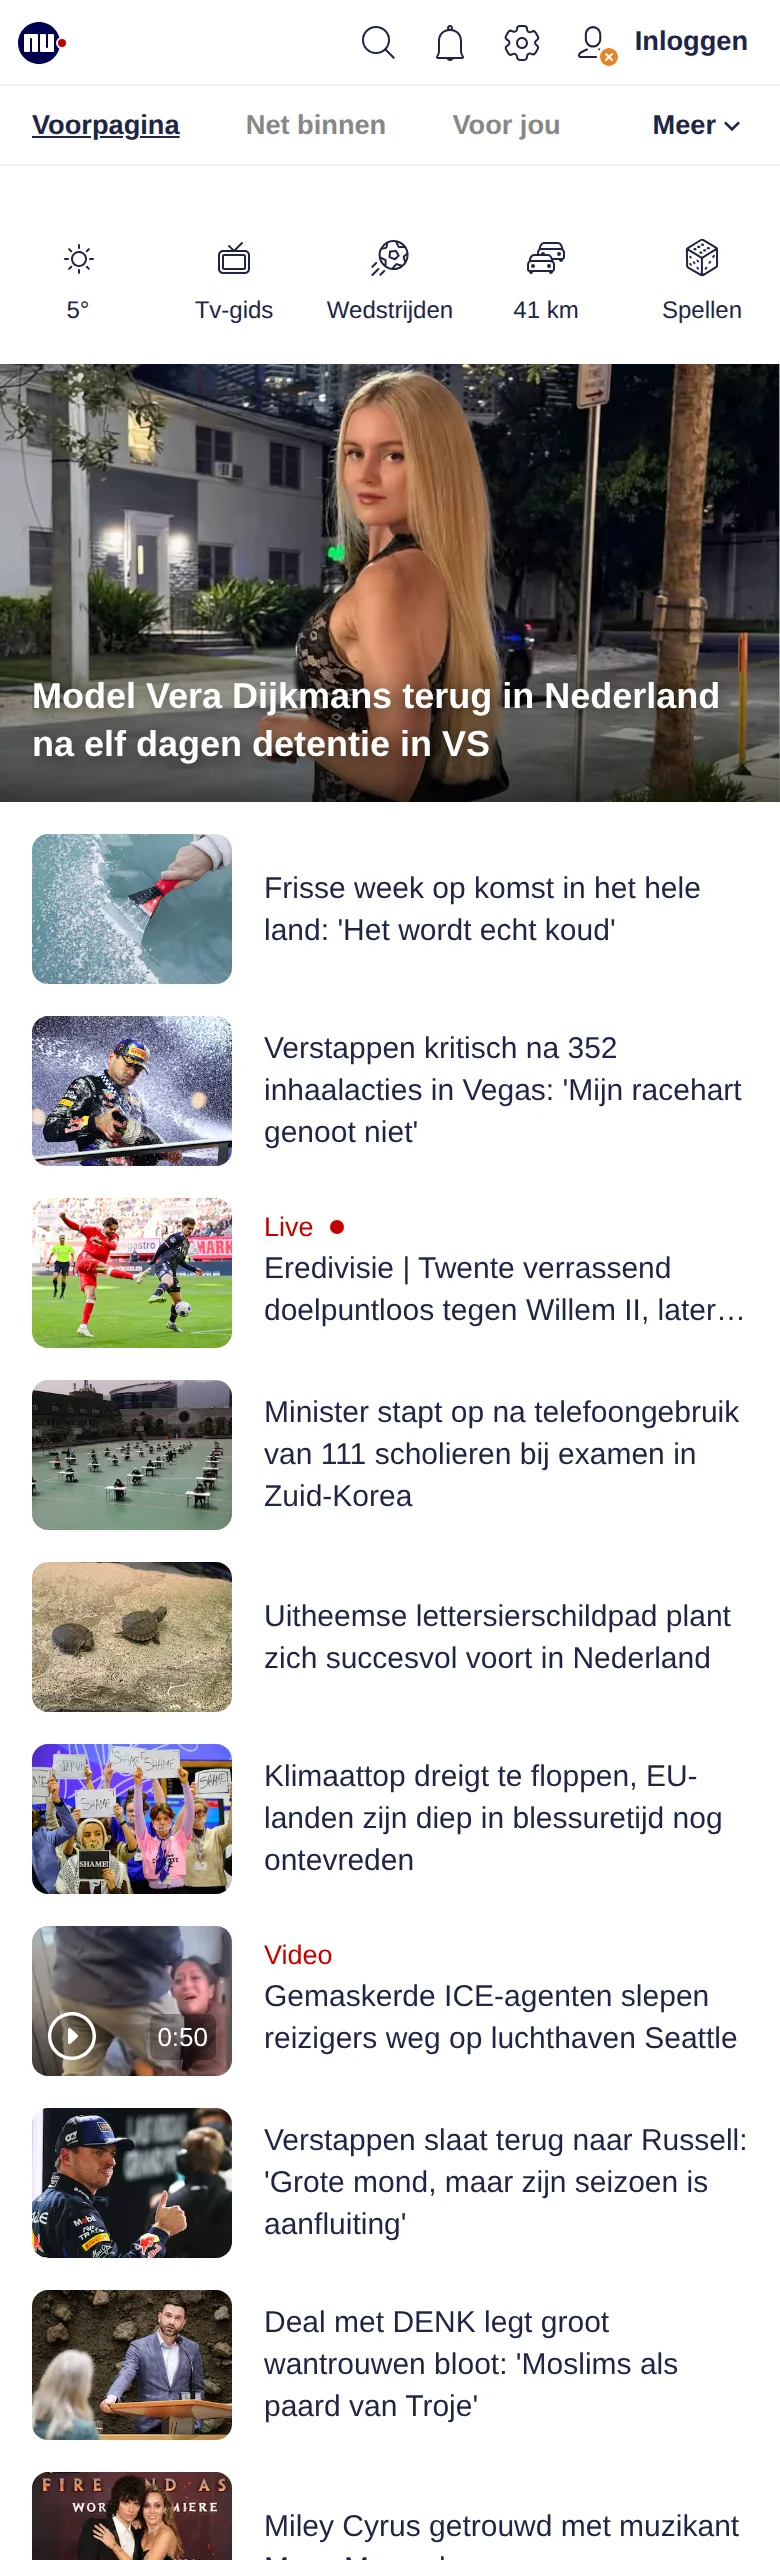 nu
Inloggen
Voorpagina Net binnen Voor jou Meer
5° Tv-gids Wedstrijden 41 km Spellen
Model Vera Dijkmans terug in Nederland
na elf dagen detentie in VS
Frisse week op komst in het hele
land: 'Het wordt echt koud'
Verstappen kritisch na 352
inhaalacties in Vegas: 'Mijn racehart
genoot niet'
Live
Eredivisie | Twente verrassend
doelpuntloos tegen Willem II, later…
Minister stapt op na telefoongebruik
van 111 scholieren bij examen in
Zuid-Korea
Uitheemse lettersierschildpad plant
zich succesvol voort in Nederland
SHAME SHAME
SHAME
SHAME!
Klimaattop dreigt te floppen, EU-
landen zijn diep in blessuretijd nog
ontevreden
0:50
Video
Gemaskerde ICE-agenten slepen
reizigers weg op luchthaven Seattle
Verstappen slaat terug naar Russell:
'Grote mond, maar zijn seizoen is
aanfluiting'
Deal met DENK legt groot
wantrouwen bloot: 'Moslims als
paard van Troje'
FIRE AS
Miley Cyrus getrouwd met muzikant